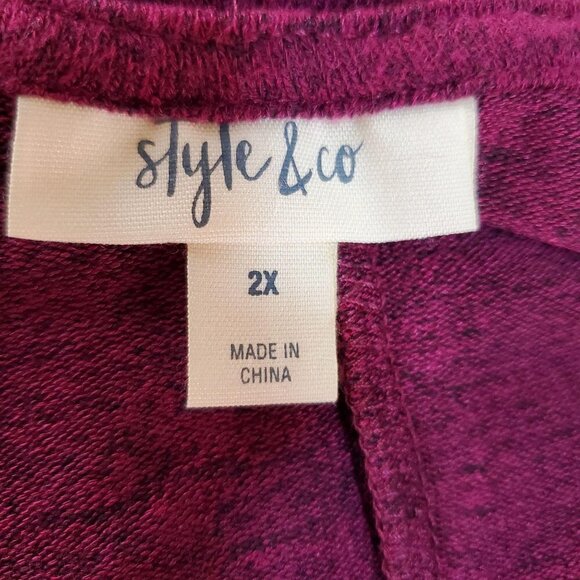 style & co
2X
MADE IN
CHINA